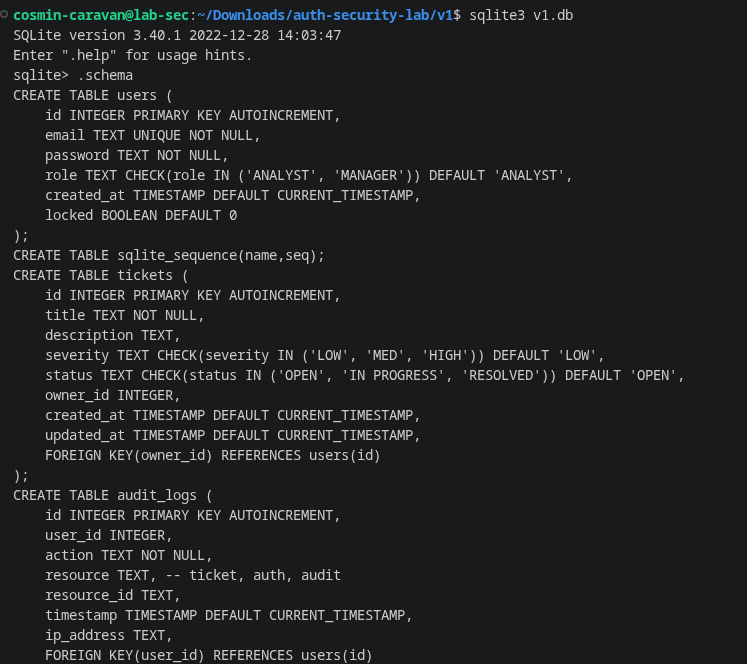 cosmin-caravan@lab-sec:~/Downloads/auth-security-lab/v1$ sqlite3 v1.db
SQLite version 3.40.1 2022-12-28 14:03:47
Enter ".help" for usage hints.
sqlite> .schema
CREATE TABLE users (
    id INTEGER PRIMARY KEY AUTOINCREMENT,
    email TEXT UNIQUE NOT NULL,
    password TEXT NOT NULL,
    role TEXT CHECK(role IN ('ANALYST', 'MANAGER')) DEFAULT 'ANALYST',
    created_at TIMESTAMP DEFAULT CURRENT_TIMESTAMP,
    locked BOOLEAN DEFAULT 0
);
CREATE TABLE sqlite_sequence(name,seq);
CREATE TABLE tickets (
    id INTEGER PRIMARY KEY AUTOINCREMENT,
    title TEXT NOT NULL,
    description TEXT,
    severity TEXT CHECK(severity IN ('LOW', 'MED', 'HIGH')) DEFAULT 'LOW',
    status TEXT CHECK(status IN ('OPEN', 'IN PROGRESS', 'RESOLVED')) DEFAULT 'OPEN',
    owner_id INTEGER,
    created_at TIMESTAMP DEFAULT CURRENT_TIMESTAMP,
    updated_at TIMESTAMP DEFAULT CURRENT_TIMESTAMP,
    FOREIGN KEY(owner_id) REFERENCES users(id)
);
CREATE TABLE audit_logs (
    id INTEGER PRIMARY KEY AUTOINCREMENT,
    user_id INTEGER,
    action TEXT NOT NULL,
    resource TEXT, -- ticket, auth, audit
    resource_id TEXT,
    timestamp TIMESTAMP DEFAULT CURRENT_TIMESTAMP,
    ip_address TEXT,
    FOREIGN KEY(user_id) REFERENCES users(id)